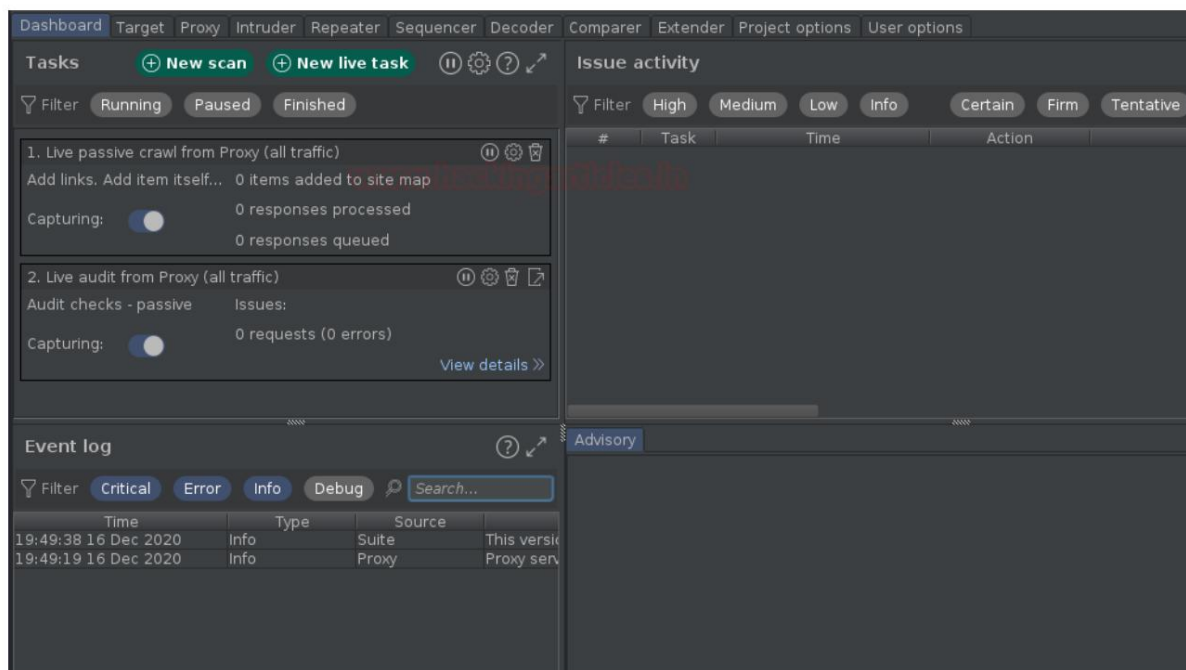 Dashboard Target Proxy Intruder Repeater Sequencer Decoder Comparer Extender Project options User options
Tasks New scan New live task
Filter Running Paused Finished
1. Live passive crawl from Proxy (all traffic)
Add links. Add item itself... 0 items added to site map
0 responses processed
Capturing:
0 responses queued
2. Live audit from Proxy (all traffic)
Audit checks - passive Issues:
0 requests (0 errors)
Capturing:
View details
Issue activity
Filter High Medium Low Info Certain Firm Tentative
# Task Time Action
Event log
Filter Critical Error Info Debug Search...
Time Type Source
19:49:38 16 Dec 2020 Info Suite This versi
19:49:19 16 Dec 2020 Info Proxy Proxy serv
Advisory